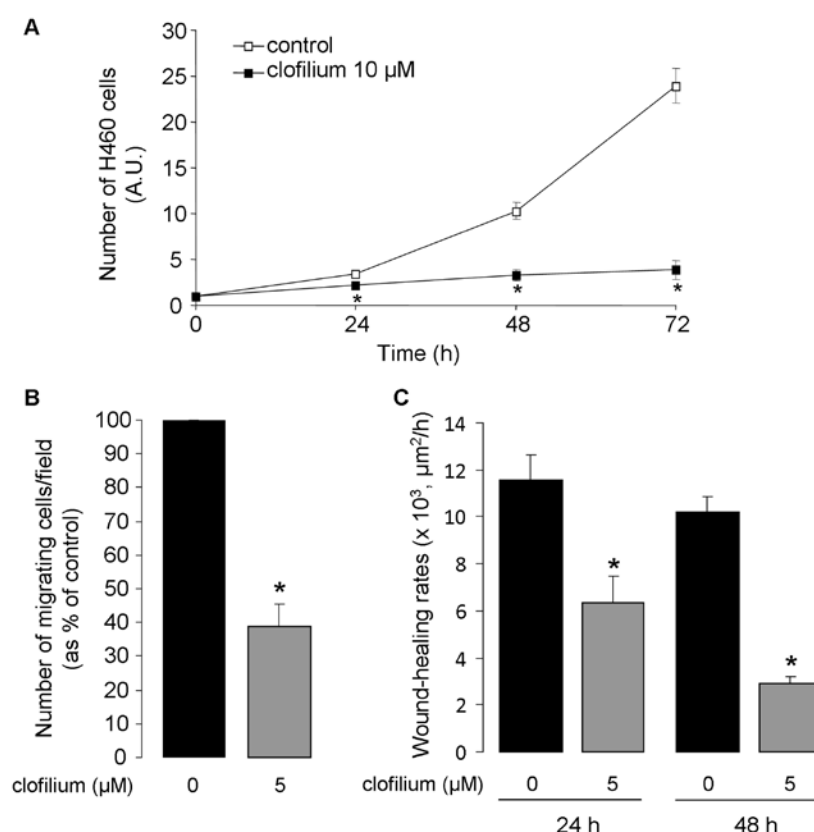 A
control
clofilium 10 µM
Number of H460 cells
(A.U.)
30
25
20
15
10
5
0
*
*
*
0
24
48
72
Time (h)
B
Number of migrating cells/field
(as % of control)
100
90
80
70
60
50
40
30
20
10
0
*
clofilium (µM)
0
5
C
Wound-healing rates (x 10³, µm²/h)
14
12
10
8
6
4
2
0
*
*
clofilium (µM)
0
5
0
5
24 h
48 h